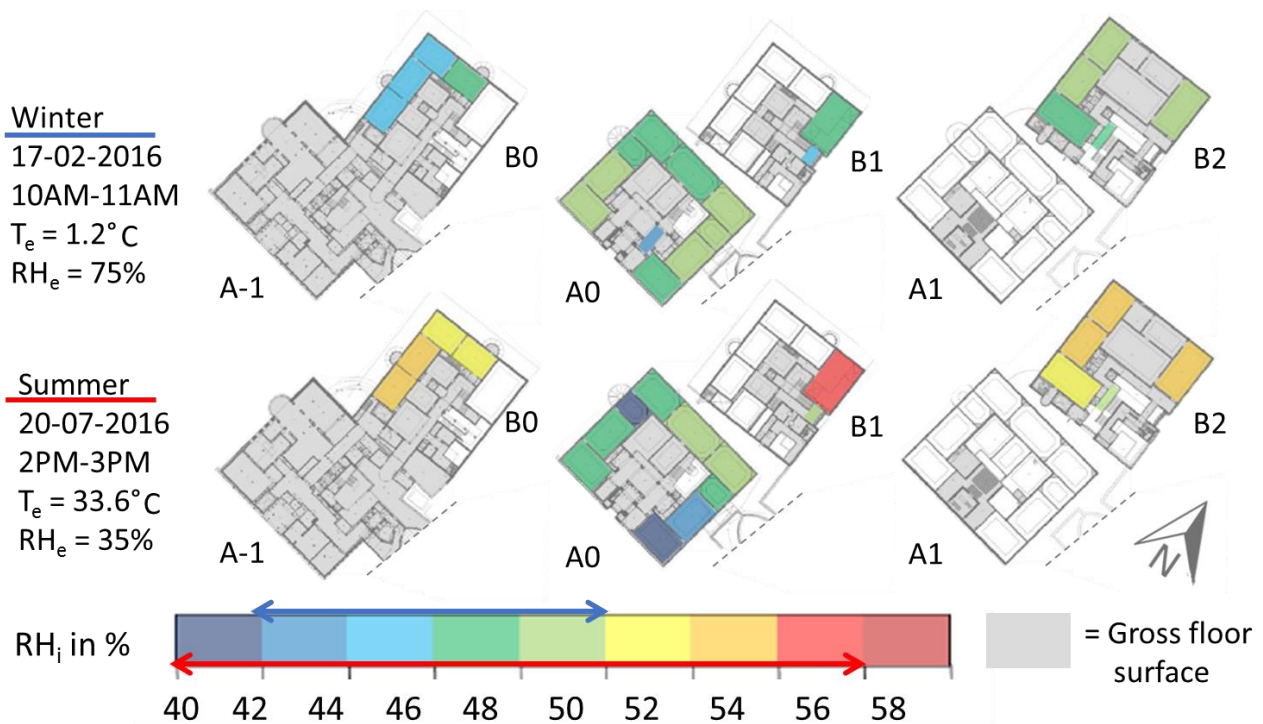 Winter
17-02-2016
10AM-11AM
Te = 1.2°C
RHe = 75%
B0
A-1
B1
A0
B2
A1
Summer
20-07-2016
2PM-3PM
Te = 33.6°C
RHe = 35%
B0
A-1
B1
A0
B2
A1
N
RHi in %
40 42 44 46 48 50 52 54 56 58
= Gross floor
surface